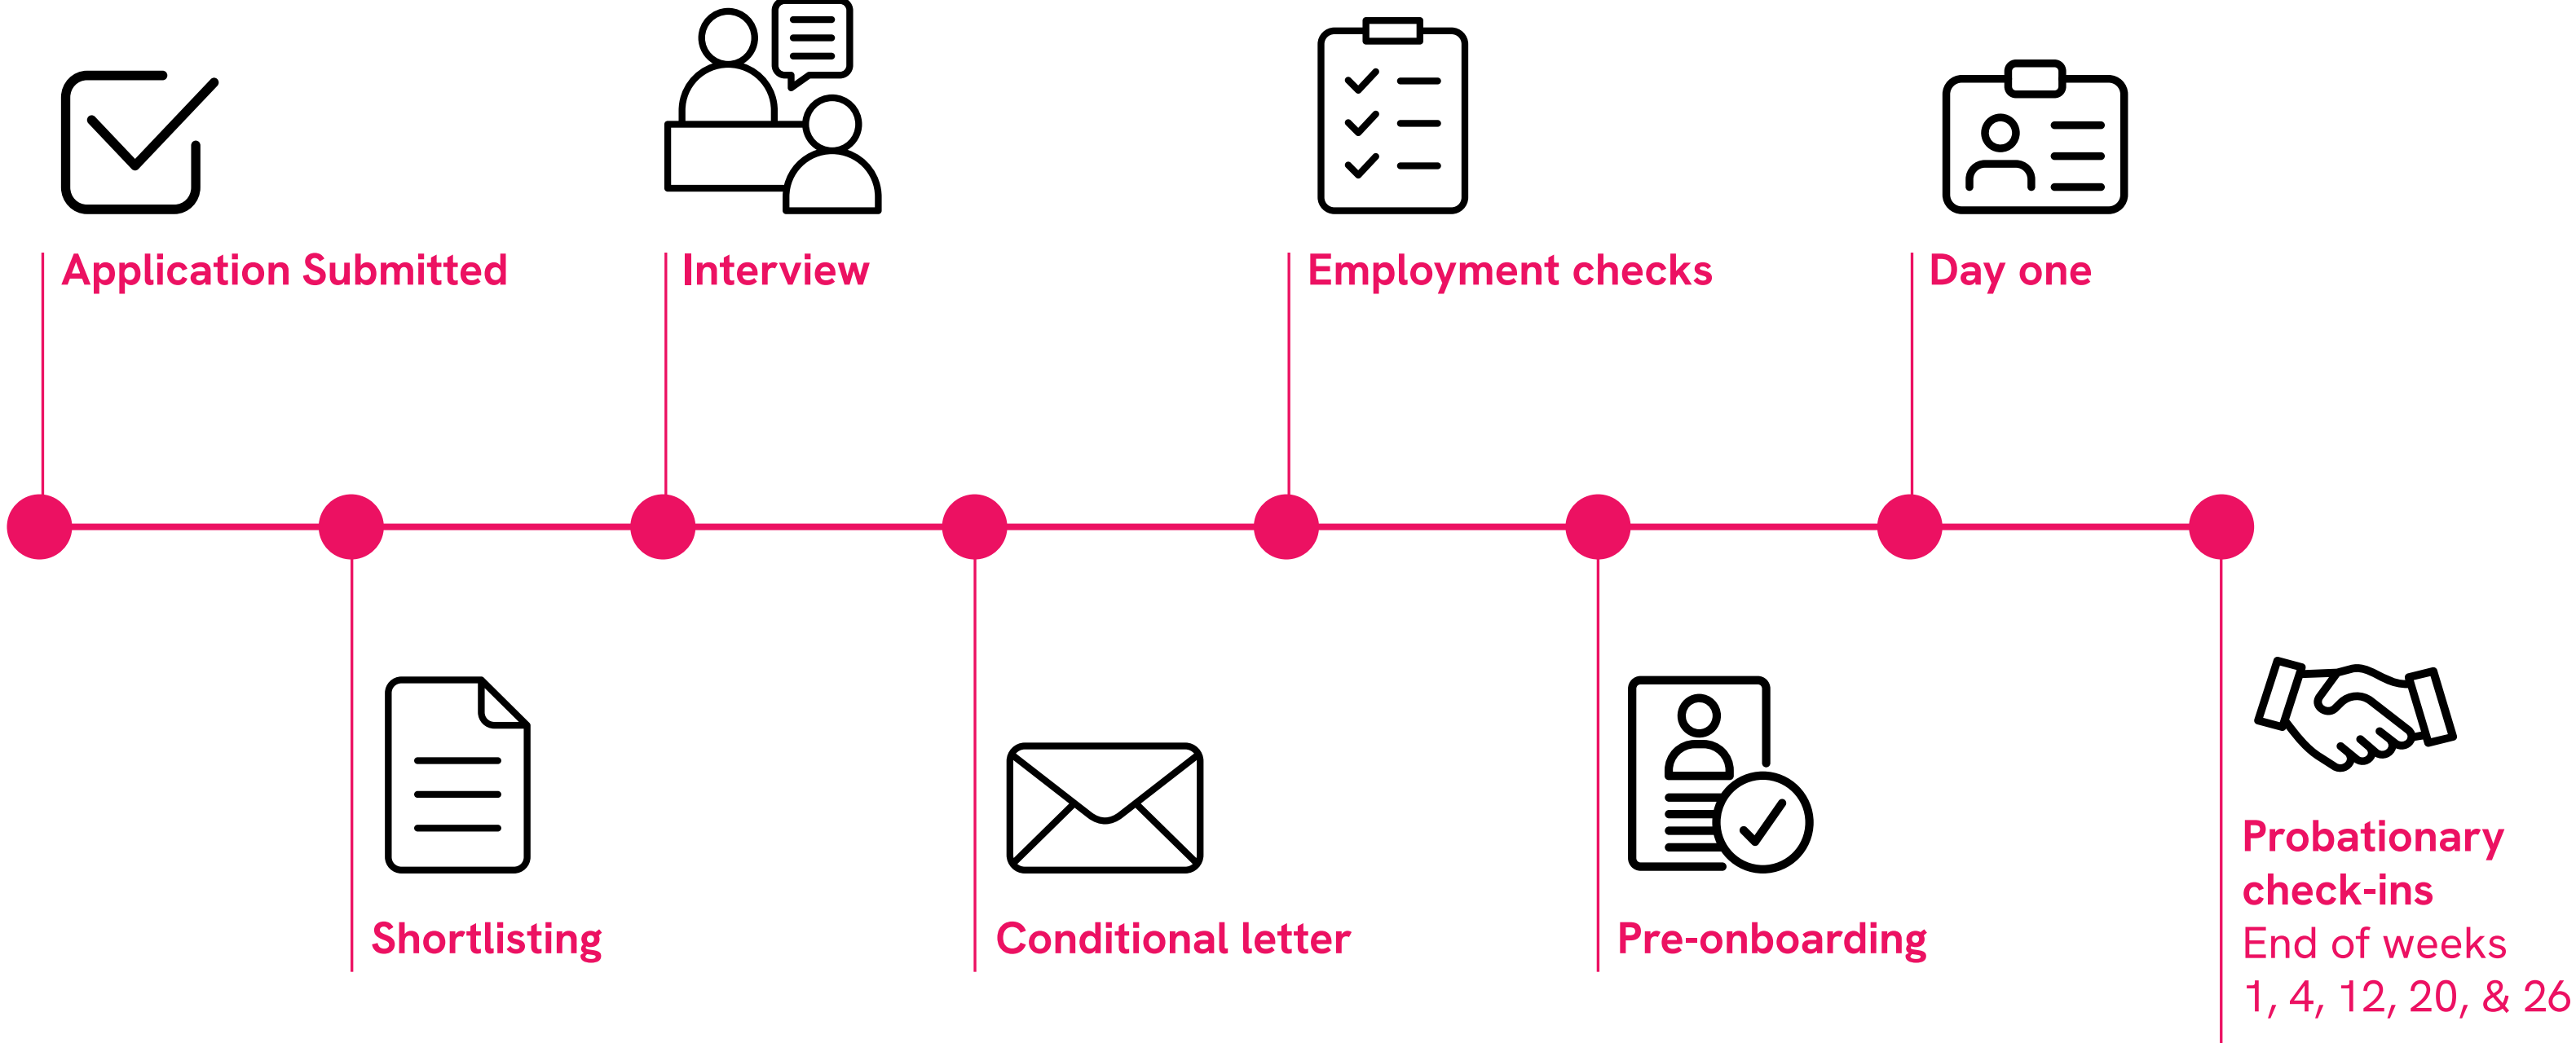 Application Submitted
Interview
Employment checks
Day one
Shortlisting
Conditional letter
Pre-onboarding
Probationary
check-ins
End of weeks
1, 4, 12, 20, & 26